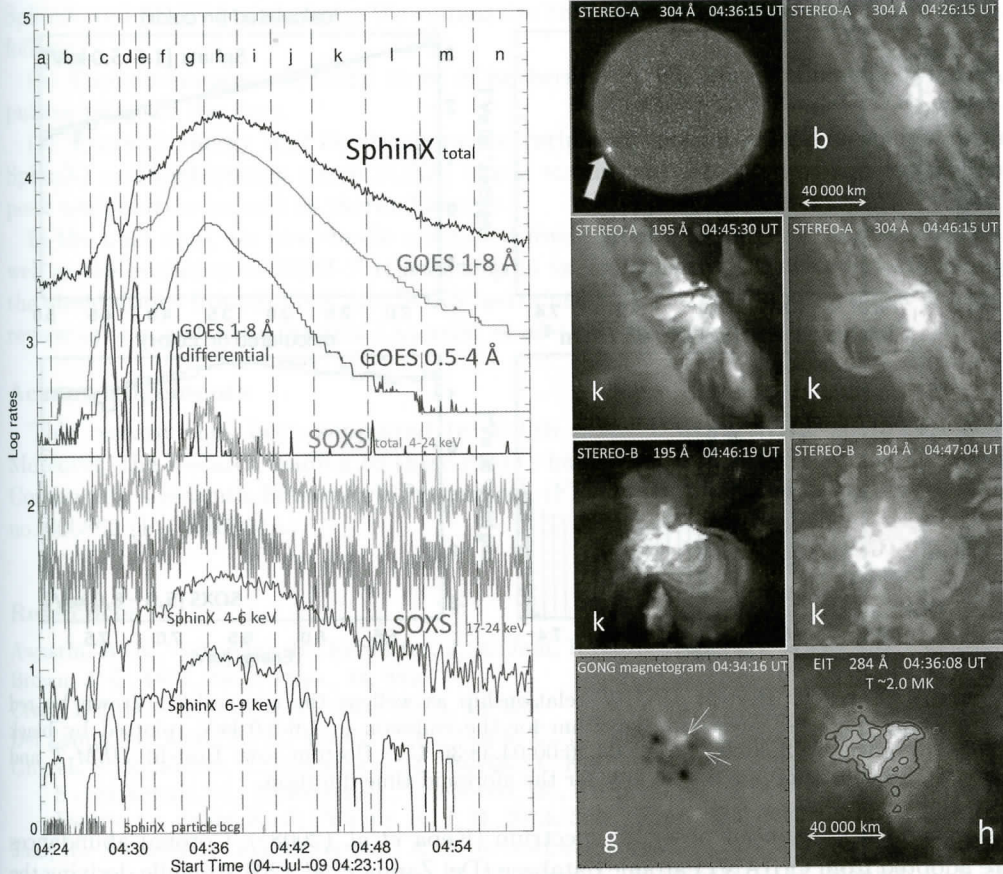 5
a b c d e f g h i j k l m n
SphinX total
4
GOES 1-8 Å
3
GOES 1-8 Å
differential
GOES 0.5-4 Å
Log rates
SOXS total, 4-24 keV
2
SphinX 4-6 keV
SOXS 17-24 keV
1
SphinX 6-9 keV
0
SphinX particle bcg
04:24 04:30 04:36 04:42 04:48 04:54
Start Time (04-Jul-09 04:23:10)
STEREO-A 304 Å 04:36:15 UT
STEREO-A 304 Å 04:26:15 UT
b
40 000 km
STEREO-A 195 Å 04:45:30 UT
k
STEREO-A 304 Å 04:46:15 UT
k
STEREO-B 195 Å 04:46:19 UT
k
STEREO-B 304 Å 04:47:04 UT
k
GONG magnetogram 04:34:16 UT
g
EIT 284 Å 04:36:08 UT
T ~2.0 MK
40 000 km
h